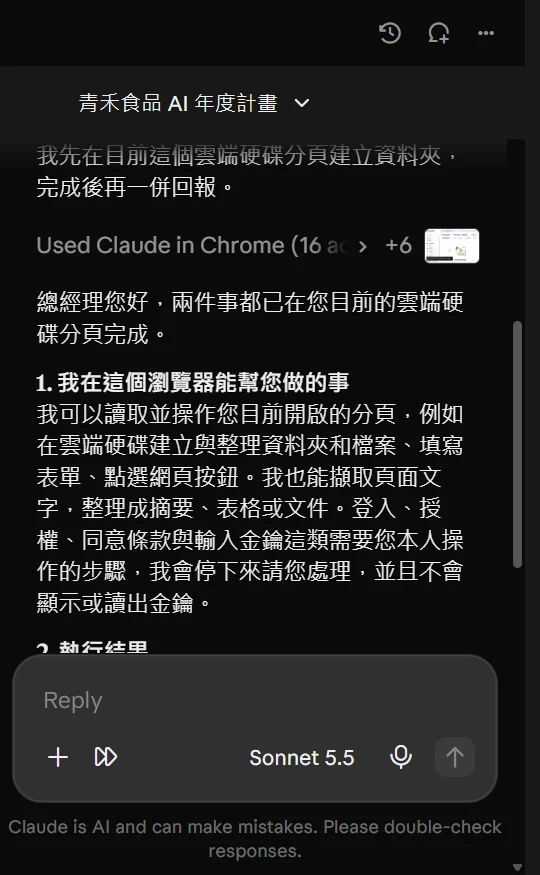 青禾食品 AI 年度計畫
我先在目前這個雲端硬碟分頁建立資料夾，
完成後再一併回報。
Used Claude in Chrome (16 ac
+6
總經理您好，兩件事都已在您目前的雲端硬
碟分頁完成。
1. 我在這個瀏覽器能幫您做的事
我可以讀取並操作您目前開啟的分頁，例如
在雲端硬碟建立與整理資料夾和檔案、填寫
表單、點選網頁按鈕。我也能擷取頁面文
字，整理成摘要、表格或文件。登入、授
權、同意條款與輸入金鑰這類需要您本人操
作的步驟，我會停下來請您處理，並且不會
顯示或讀出金鑰。
2. 執行結果
Reply
Sonnet 5.5
Claude is AI and can make mistakes. Please double-check
responses.